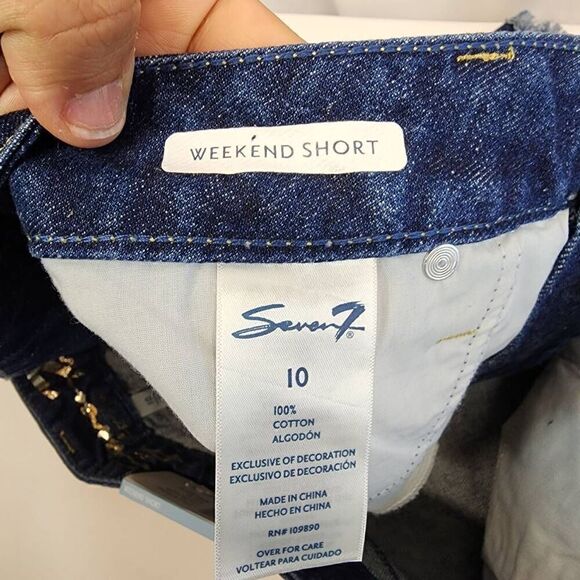 WEEKEND SHORT
Seven7®
10
100%
COTTON
ALGODÓN
EXCLUSIVE OF DECORATION
EXCLUSIVO DE DECORACIÓN
MADE IN CHINA
HECHO EN CHINA
RN# 109890
OVER FOR CARE
VOLTEAR PARA CUIDADO